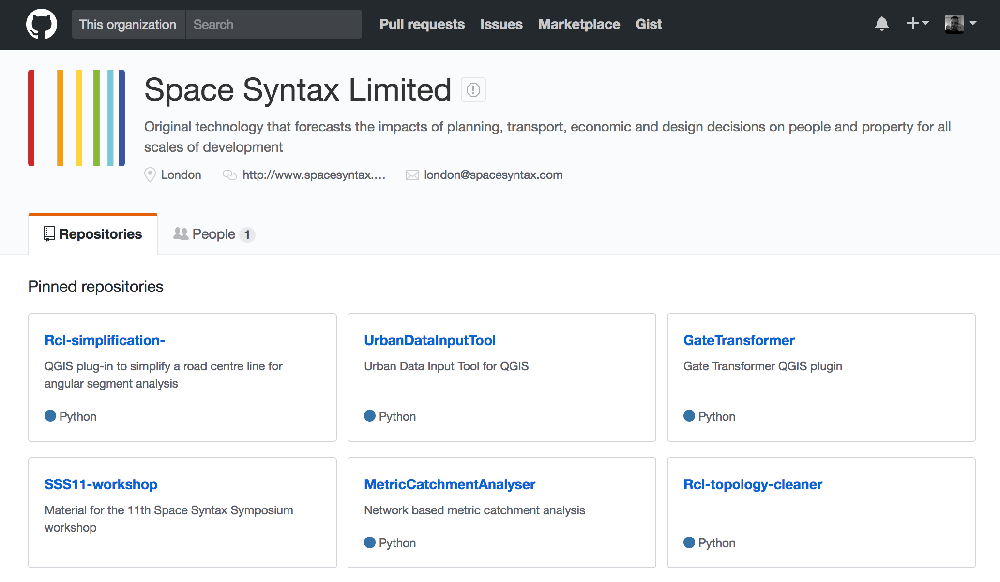 This organization Search Pull requests Issues Marketplace Gist
Space Syntax Limited
Original technology that forecasts the impacts of planning, transport, economic and design decisions on people and property for all
scales of development
London http://www.spacesyntax.... london@spacesyntax.com
Repositories People 1
Pinned repositories
Rcl-simplification-
QGIS plug-in to simplify a road centre line for
angular segment analysis
Python
UrbanDataInputTool
Urban Data Input Tool for QGIS
Python
GateTransformer
Gate Transformer QGIS plugin
Python
SSS11-workshop
Material for the 11th Space Syntax Symposium
workshop
MetricCatchmentAnalyser
Network based metric catchment analysis
Python
Rcl-topology-cleaner
Python